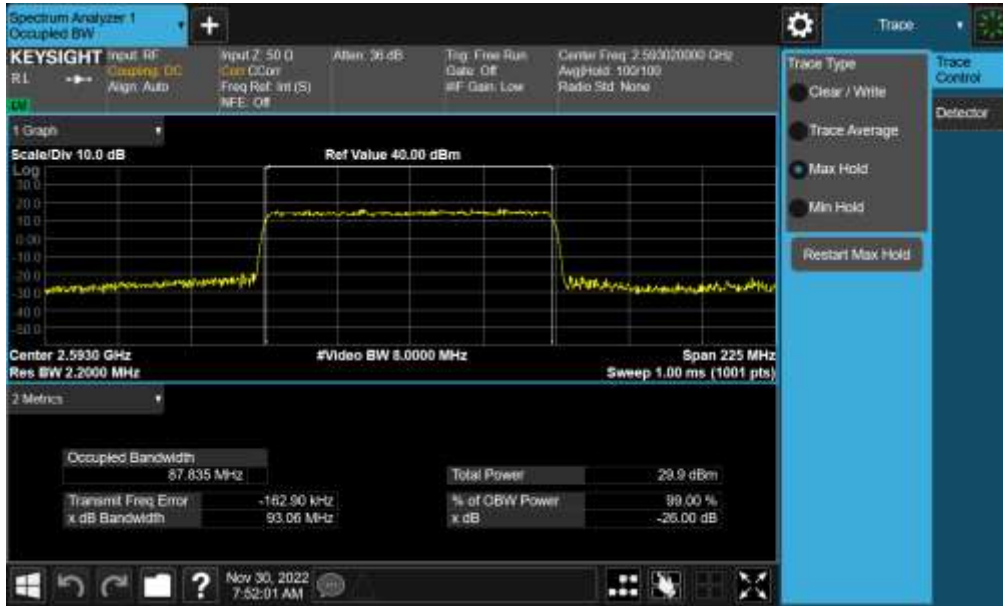 Spectrum Analyzer 1
Occupied BW
+
Trace
KEYSIGHT
Input: RF
Input Z: 50 Ω
Atten: 36 dB
Trig: Free Run
Center Freq: 2.593020000 GHz
RL
Coupling: DC
Corr CCorr
Gate: Off
Avg|Hold: 100/100
Align: Auto
Freq Ref: Int (S)
#IF Gain: Low
Radio Std: None
NFE: Off
Trace Type
Clear / Write
Trace Average
Max Hold
Min Hold
Restart Max Hold
Trace
Control
Detector
1 Graph
Scale/Div 10.0 dB
Ref Value 40.00 dBm
Log
30.0
20.0
10.0
0.00
-10.0
-20.0
-30.0
-40.0
-50.0
Center 2.5930 GHz
#Video BW 8.0000 MHz
Span 225 MHz
Res BW 2.2000 MHz
Sweep 1.00 ms (1001 pts)
2 Metrics
Occupied Bandwidth
87.835 MHz
Total Power
29.9 dBm
Transmit Freq Error
-162.90 kHz
% of OBW Power
99.00 %
x dB Bandwidth
93.06 MHz
x dB
-26.00 dB
?
Nov 30, 2022
7:52:01 AM